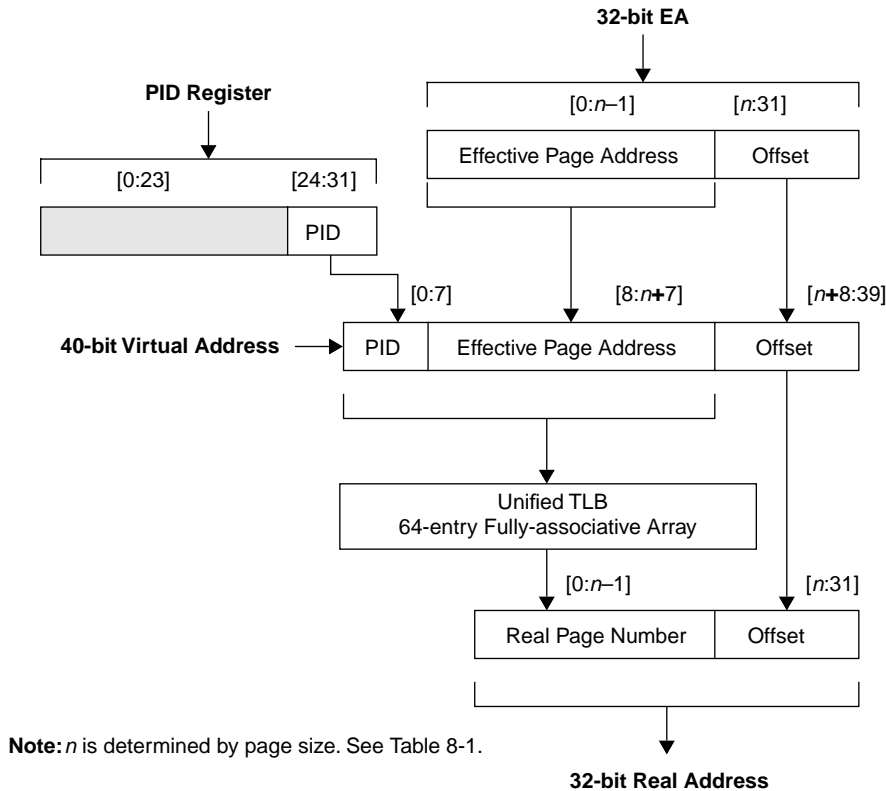 32-bit EA
PID Register
[0:n–1] [n:31]
Effective Page Address Offset
[0:23] [24:31]
PID
[0:7] [8:n+7] [n+8:39]
40-bit Virtual Address PID Effective Page Address Offset
Unified TLB
64-entry Fully-associative Array
[0:n–1] [n:31]
Real Page Number Offset
Note: n is determined by page size. See Table 8-1.
32-bit Real Address